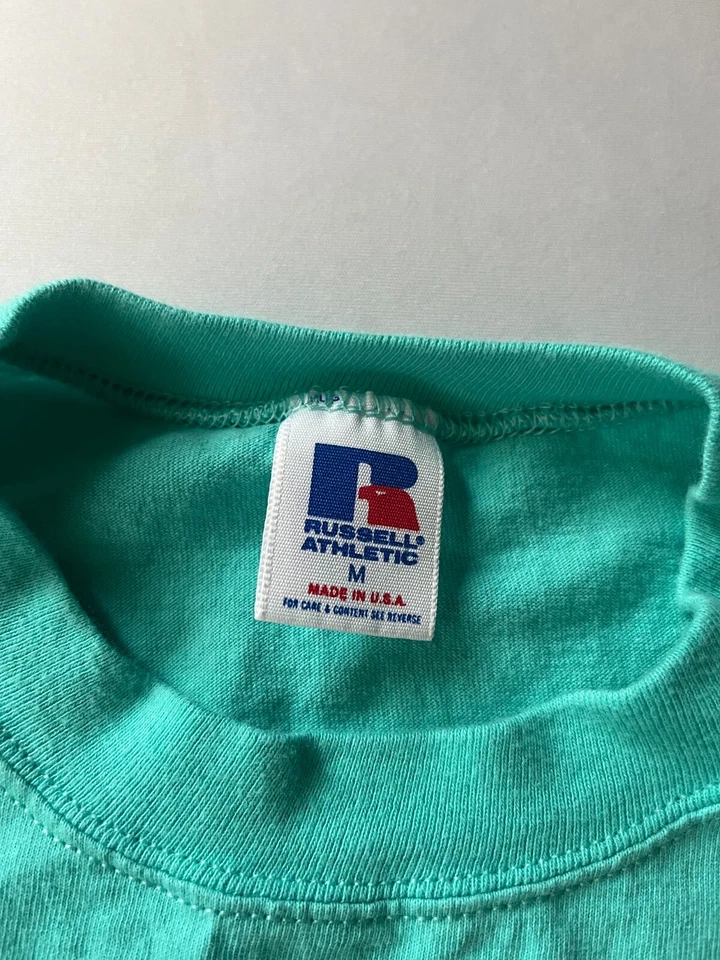 RUSSELL®
ATHLETIC
M
MADE IN U.S.A.
FOR CARE & CONTENT SEE REVERSE